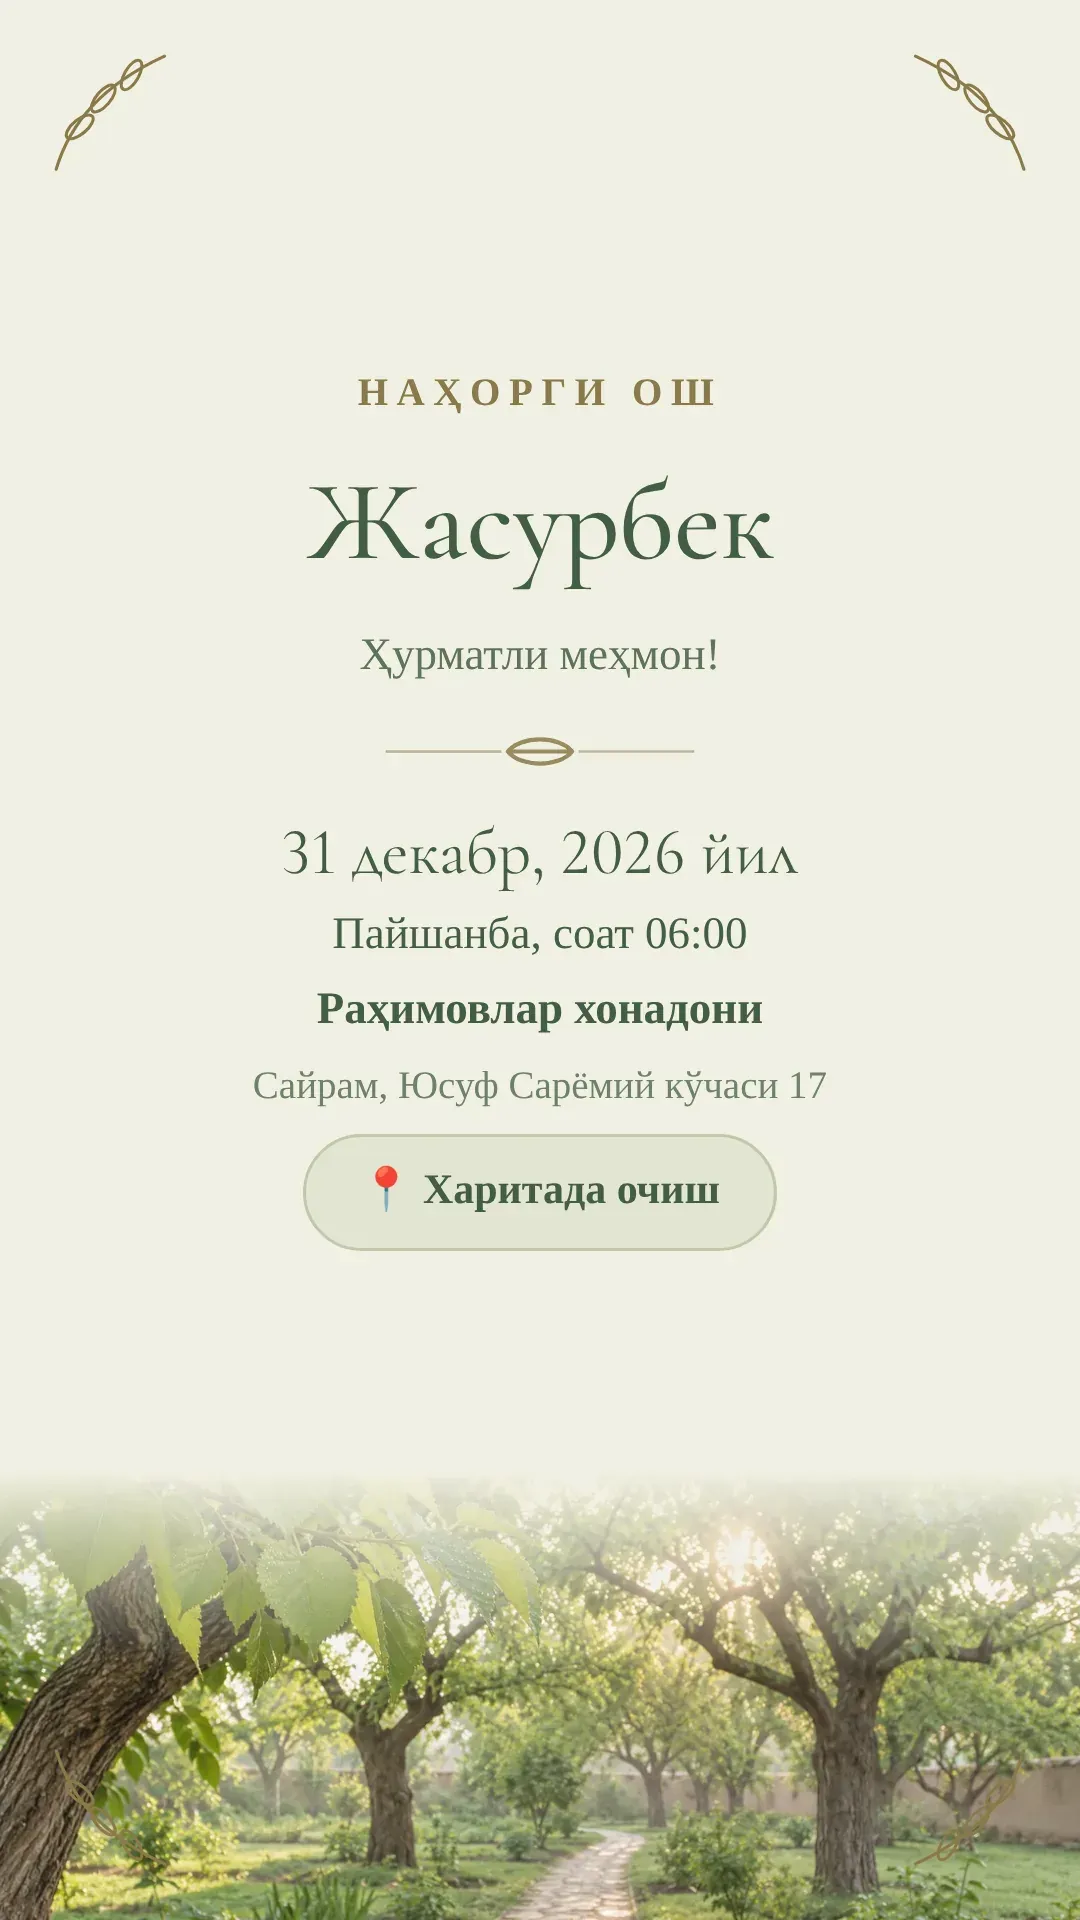 НАҲОРГИ ОШ
Жасурбек
Ҳурматли меҳмон!
31 декабр, 2026 йил
Пайшанба, соат 06:00
Раҳимовлар хонадони
Сайрам, Юсуф Сарёмий кўчаси 17
📍 Харитада очиш